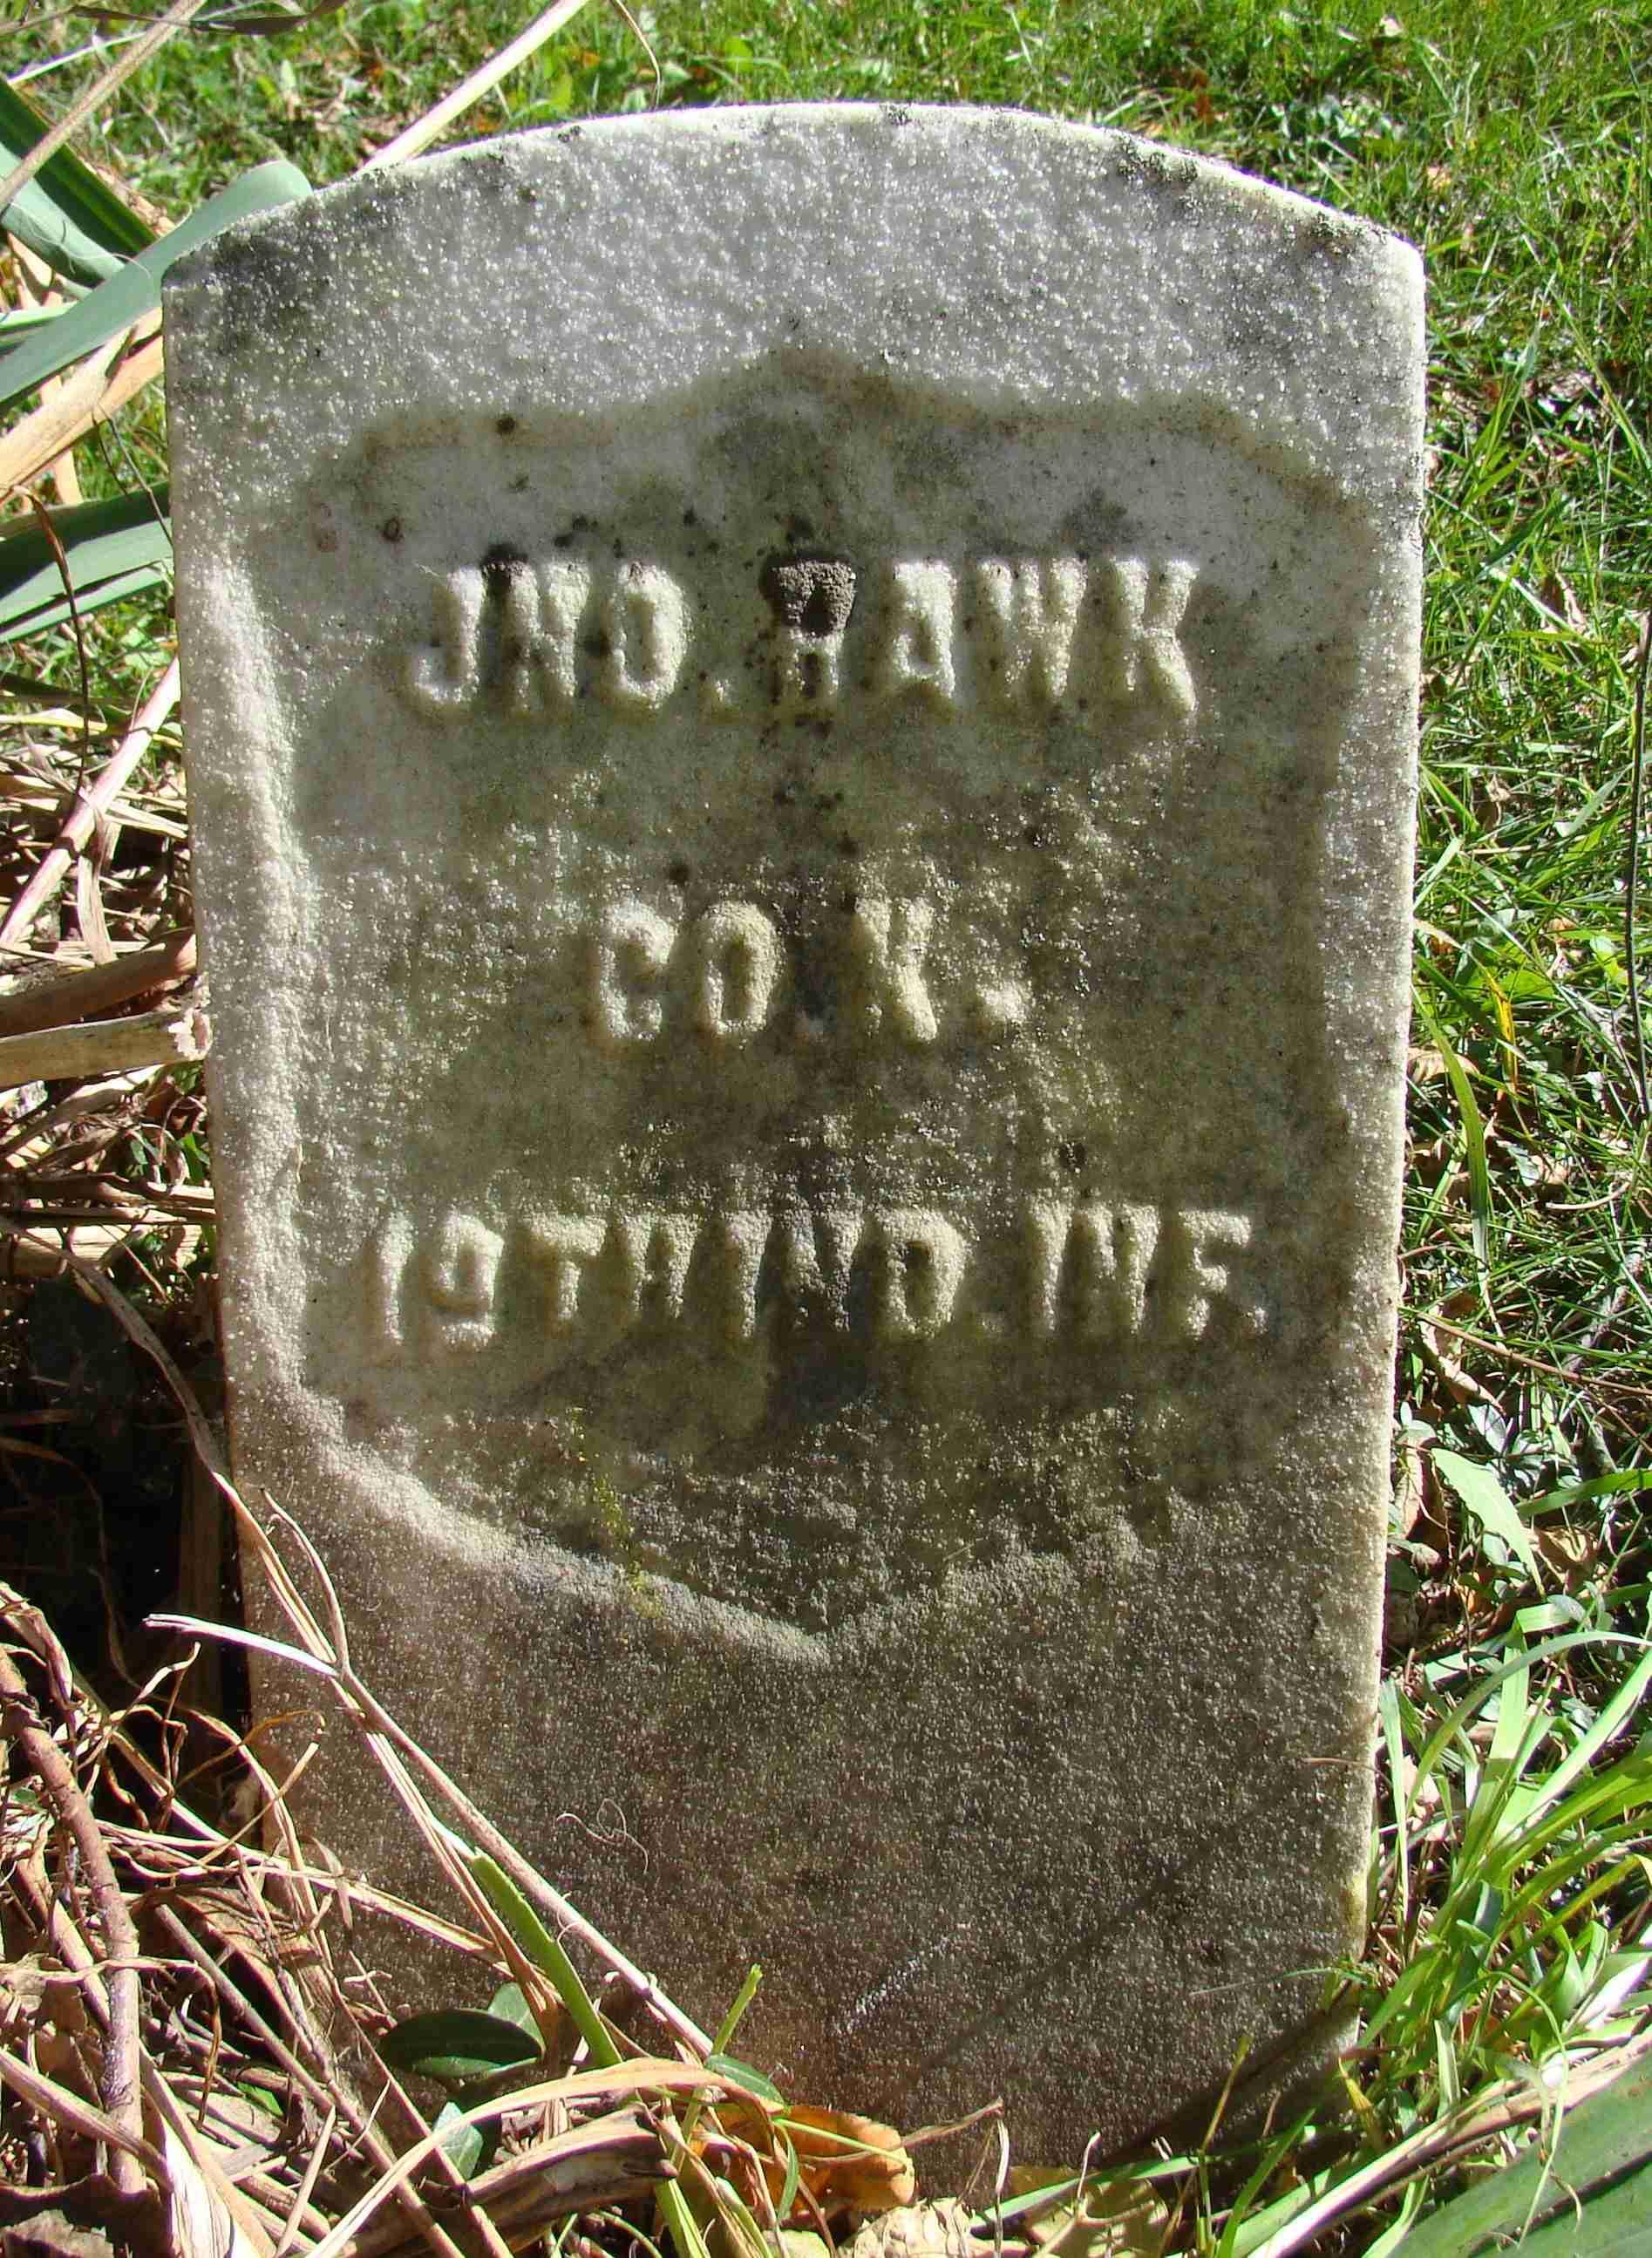 JNO. HAWK
CO. K.
19TH IND. INF.